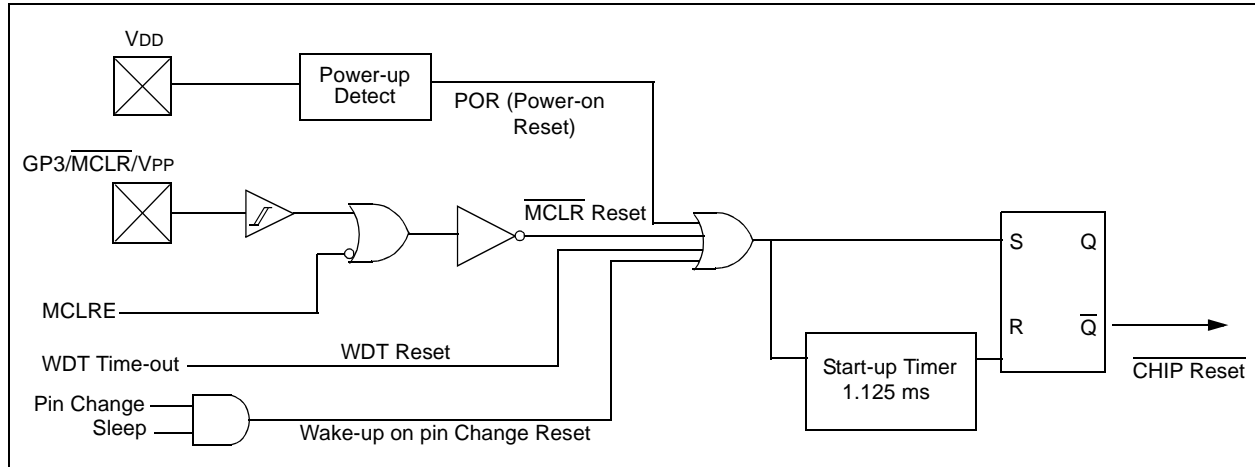 VDD
Power-up
Detect
POR (Power-on
Reset)
GP3/MCLR/VPP
MCLR Reset
MCLRE
WDT Time-out
WDT Reset
Pin Change
Sleep
Wake-up on pin Change Reset
S Q
R Q
Start-up Timer
1.125 ms
CHIP Reset